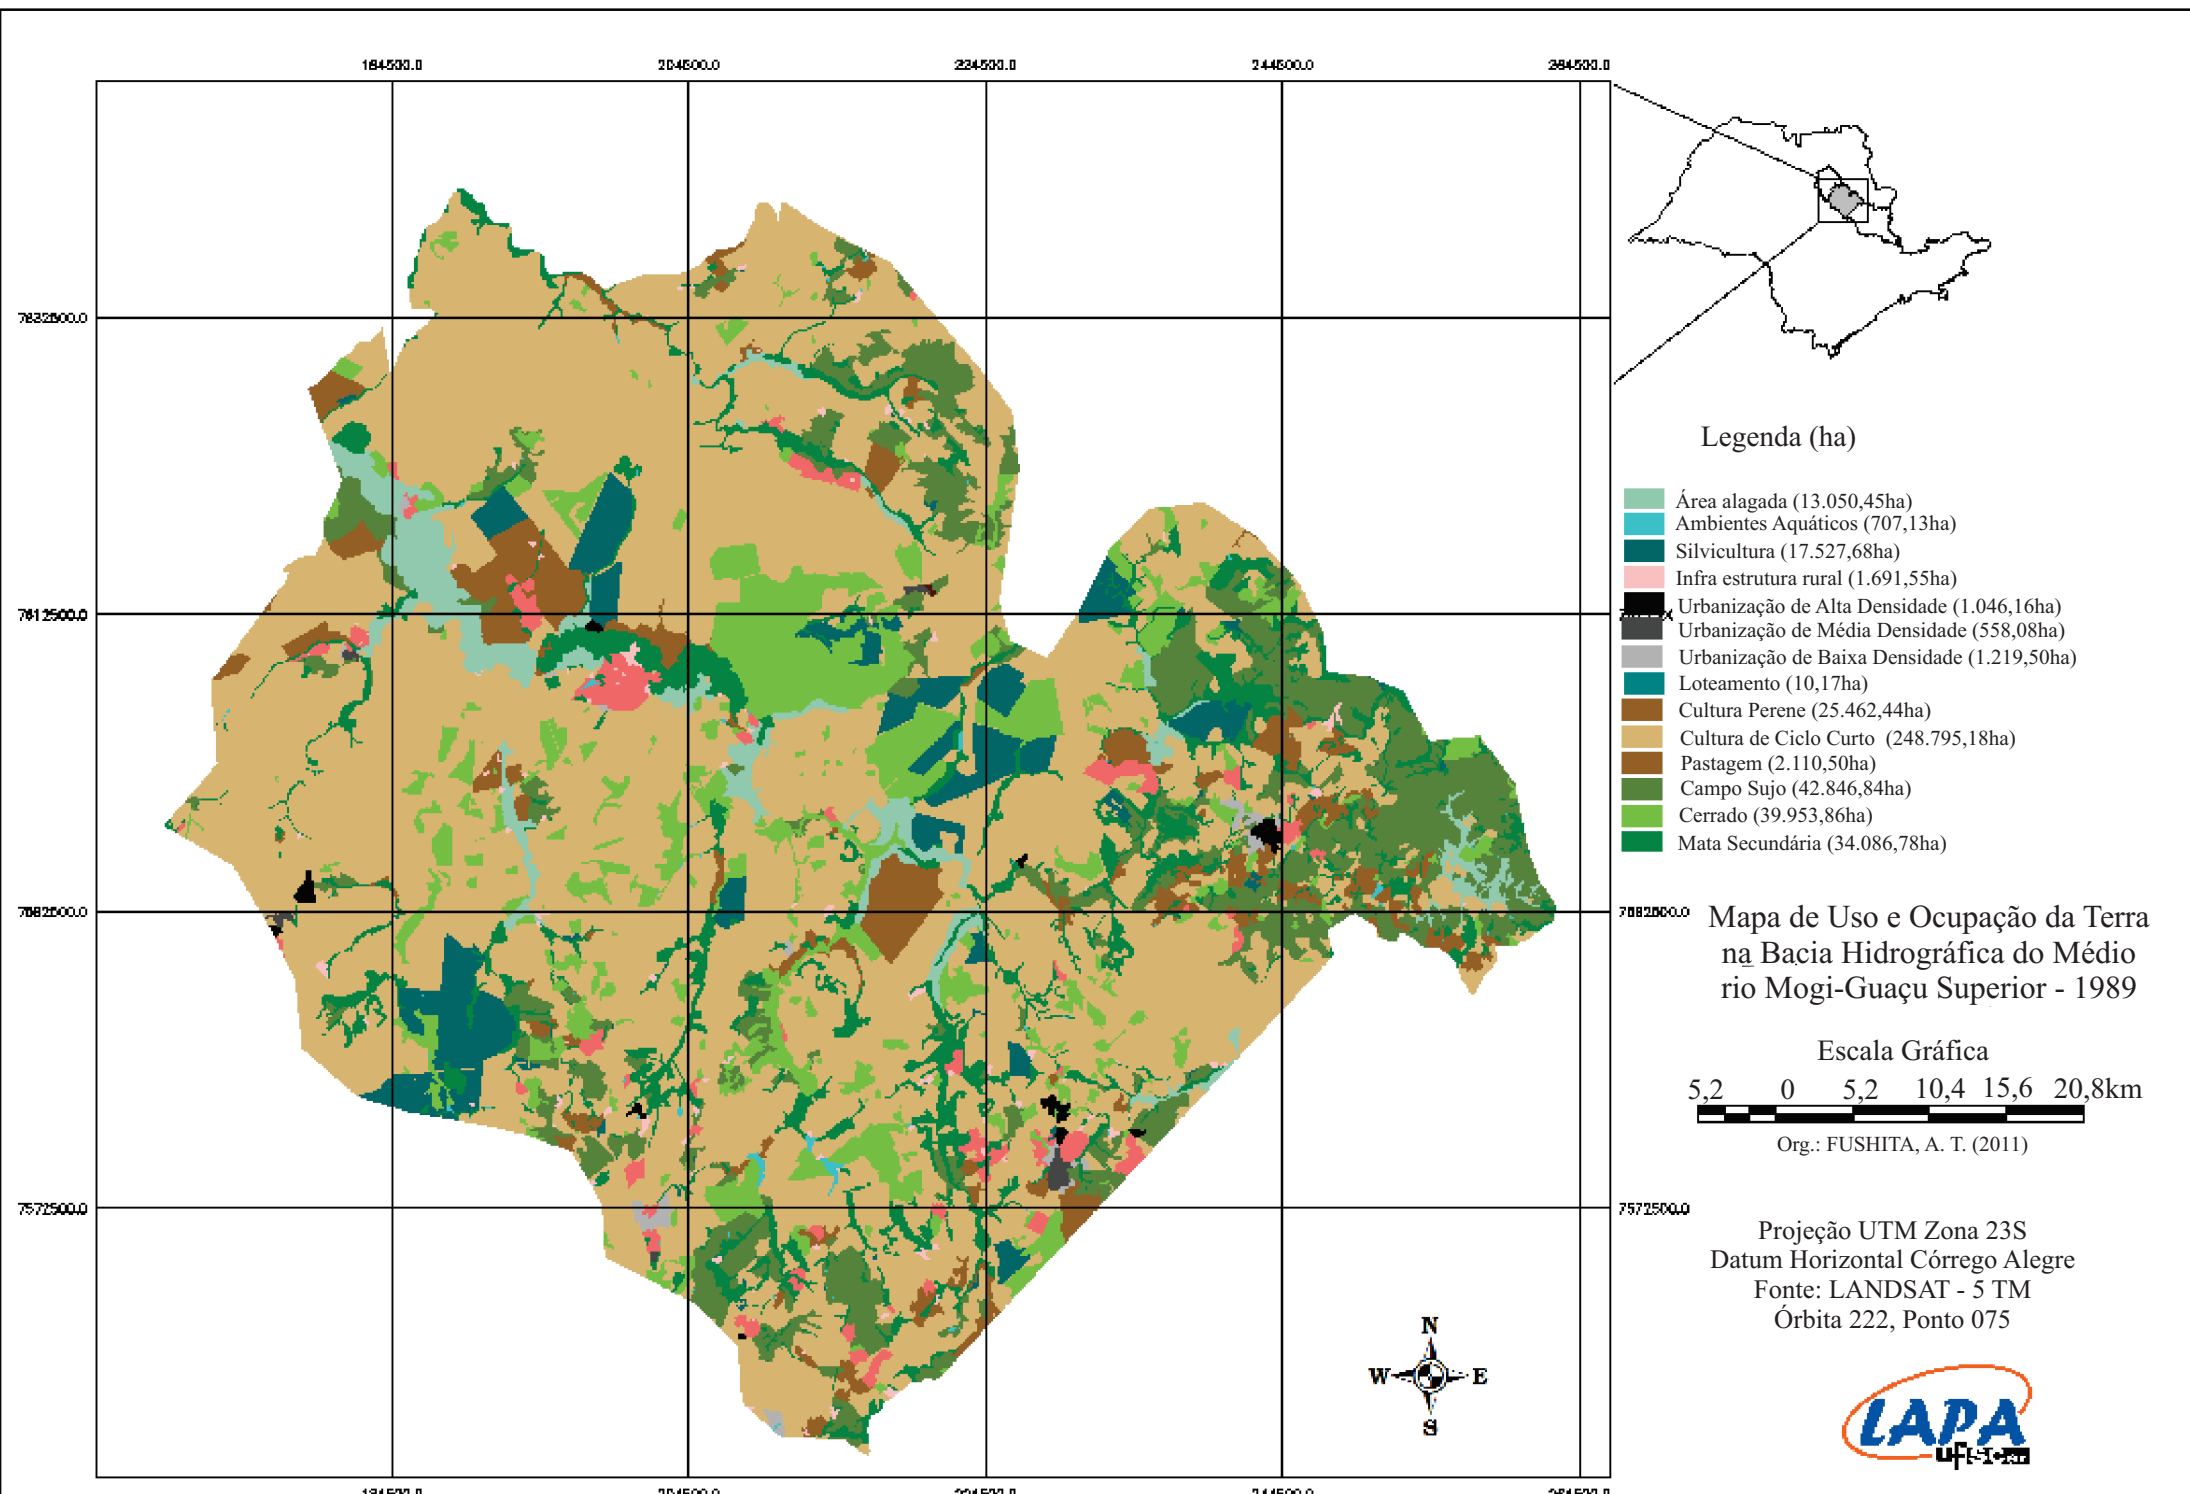 184500.0 204500.0 224500.0 244500.0 264500.0
7632500.0
7612500.0
7592500.0 7592500.0
7572500.0 7572500.0
Legenda (ha)
Área alagada (13.050,45ha)
Ambientes Aquáticos (707,13ha)
Silvicultura (17.527,68ha)
Infra estrutura rural (1.691,55ha)
Urbanização de Alta Densidade (1.046,16ha)
Urbanização de Média Densidade (558,08ha)
Urbanização de Baixa Densidade (1.219,50ha)
Loteamento (10,17ha)
Cultura Perene (25.462,44ha)
Cultura de Ciclo Curto (248.795,18ha)
Pastagem (2.110,50ha)
Campo Sujo (42.846,84ha)
Cerrado (39.953,86ha)
Mata Secundária (34.086,78ha)
Mapa de Uso e Ocupação da Terra
na Bacia Hidrográfica do Médio
rio Mogi-Guaçu Superior - 1989
Escala Gráfica
5,2 0 5,2 10,4 15,6 20,8km
Org.: FUSHITA, A. T. (2011)
Projeção UTM Zona 23S
Datum Horizontal Córrego Alegre
Fonte: LANDSAT - 5 TM
Órbita 222, Ponto 075
N
W E
S
LAPA